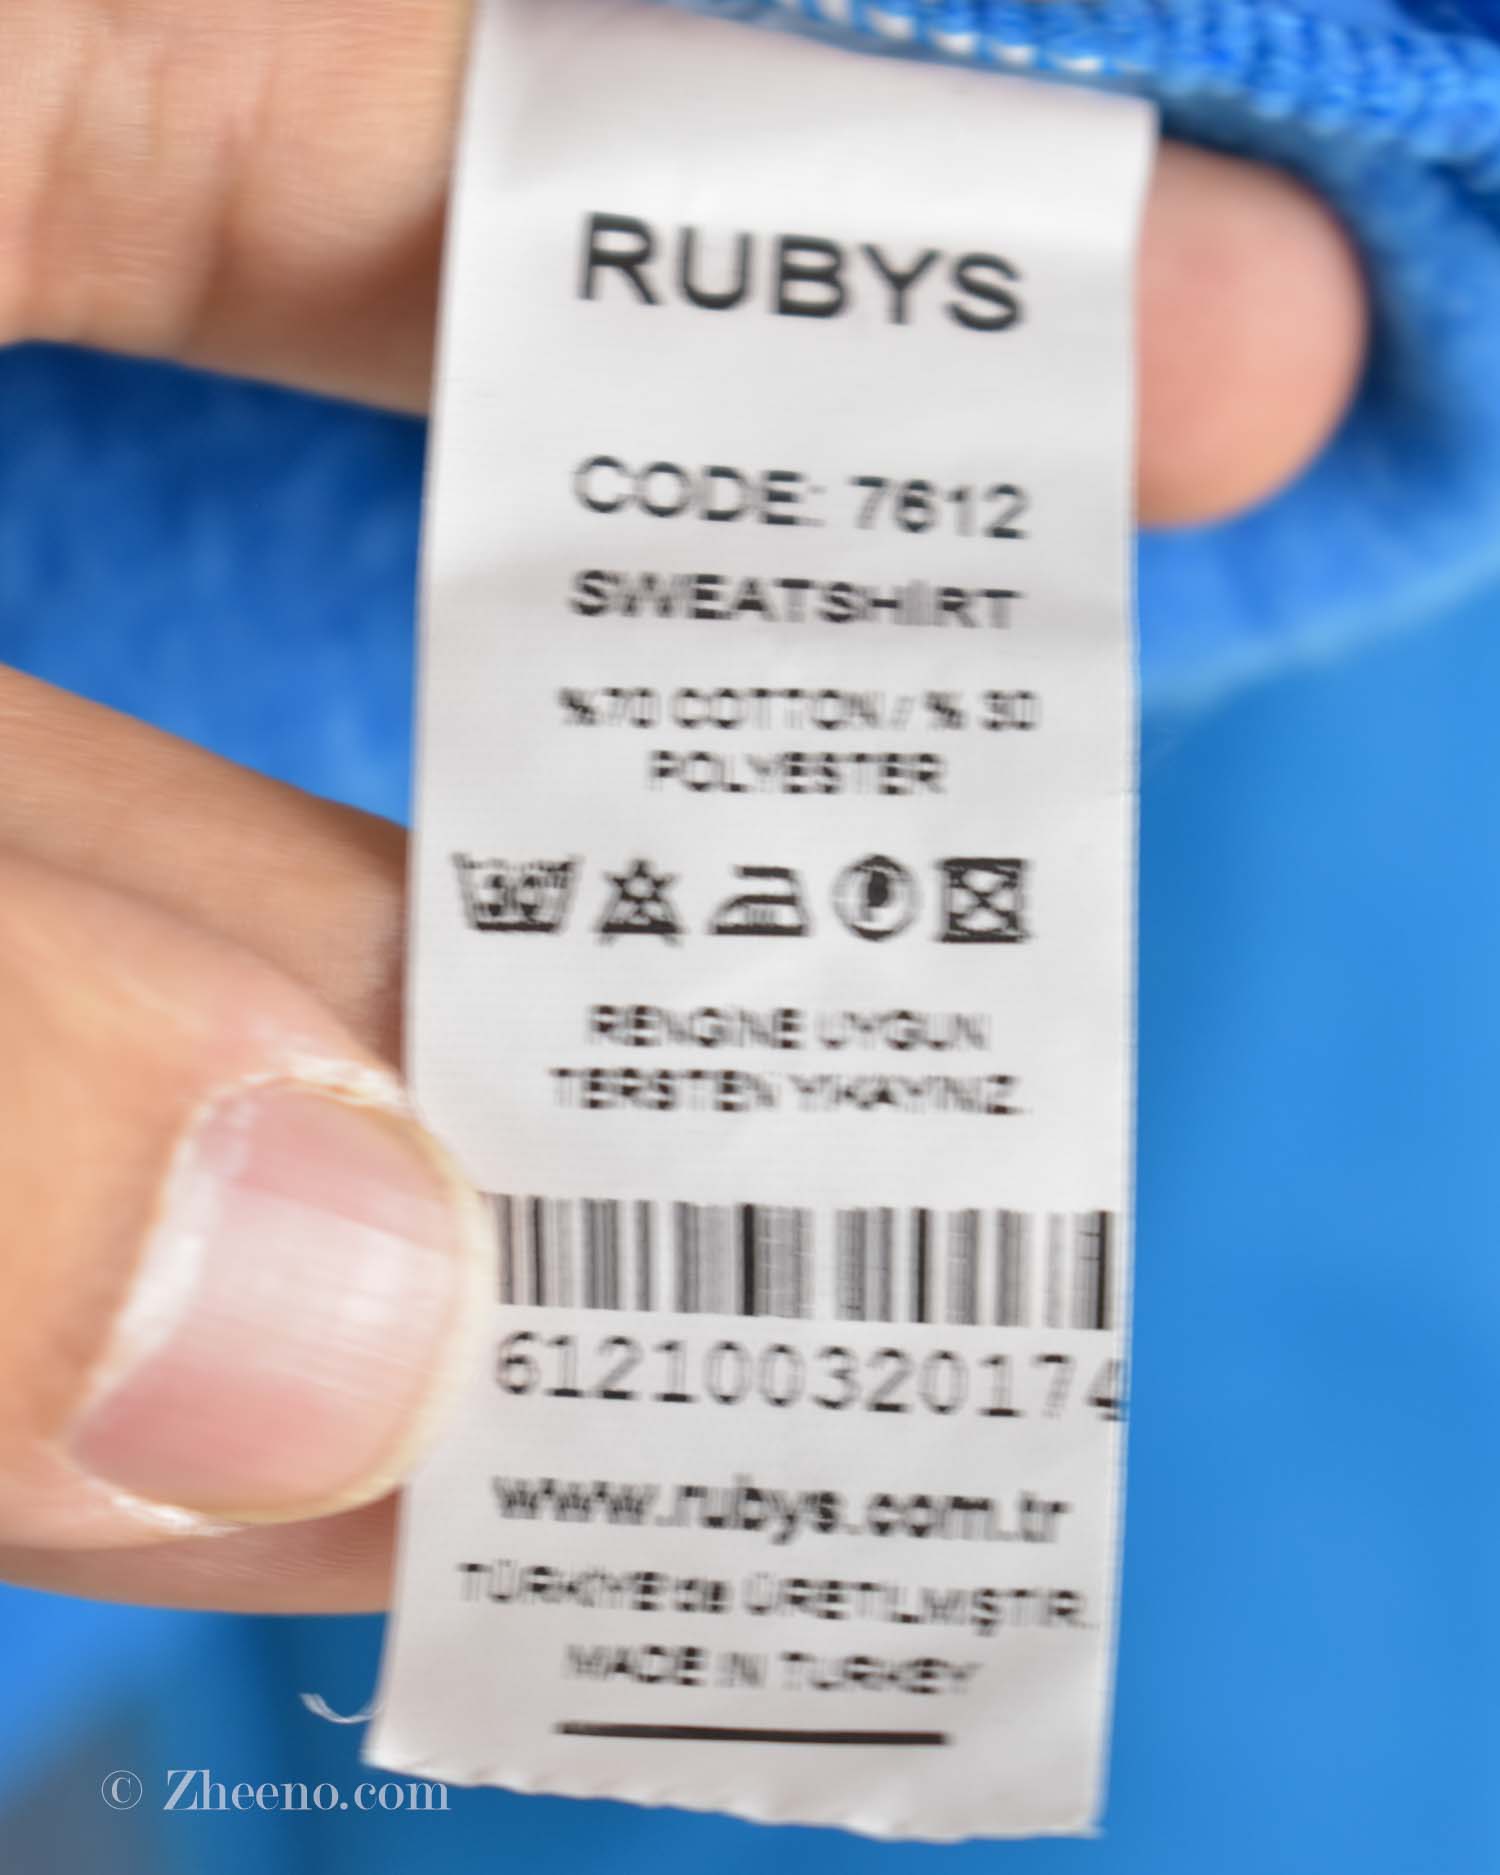 RUBYS
CODE: 7612
SWEATSHİRT
%70 COTTON / % 30
POLYESTER
30°
P
RENGİNE UYGUN
TERSTEN YIKAYINIZ.
612100320174
www.rubys.com.tr
TÜRKİYE de ÜRETİLMİŞTİR.
MADE IN TURKEY
© Zheeno.com